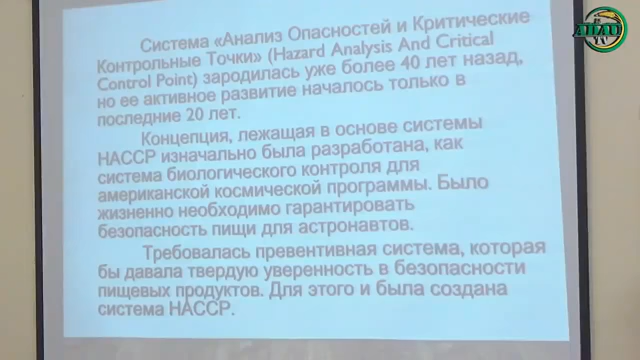 Система «Анализ Опасностей и Критические
Контрольные Точки» (Hazard Analysis And Critical
Control Point) зародилась уже более 40 лет назад,
но ее активное развитие началось только в
последние 20 лет.
Концепция, лежащая в основе системы
НАССР изначально была разработана, как
система биологического контроля для
американской космической программы. Было
жизненно необходимо гарантировать
безопасность пищи для астронавтов.
Требовалась превентивная система, которая
бы давала твердую уверенность в безопасности
пищевых продуктов. Для этого и была создана
система НАССР.